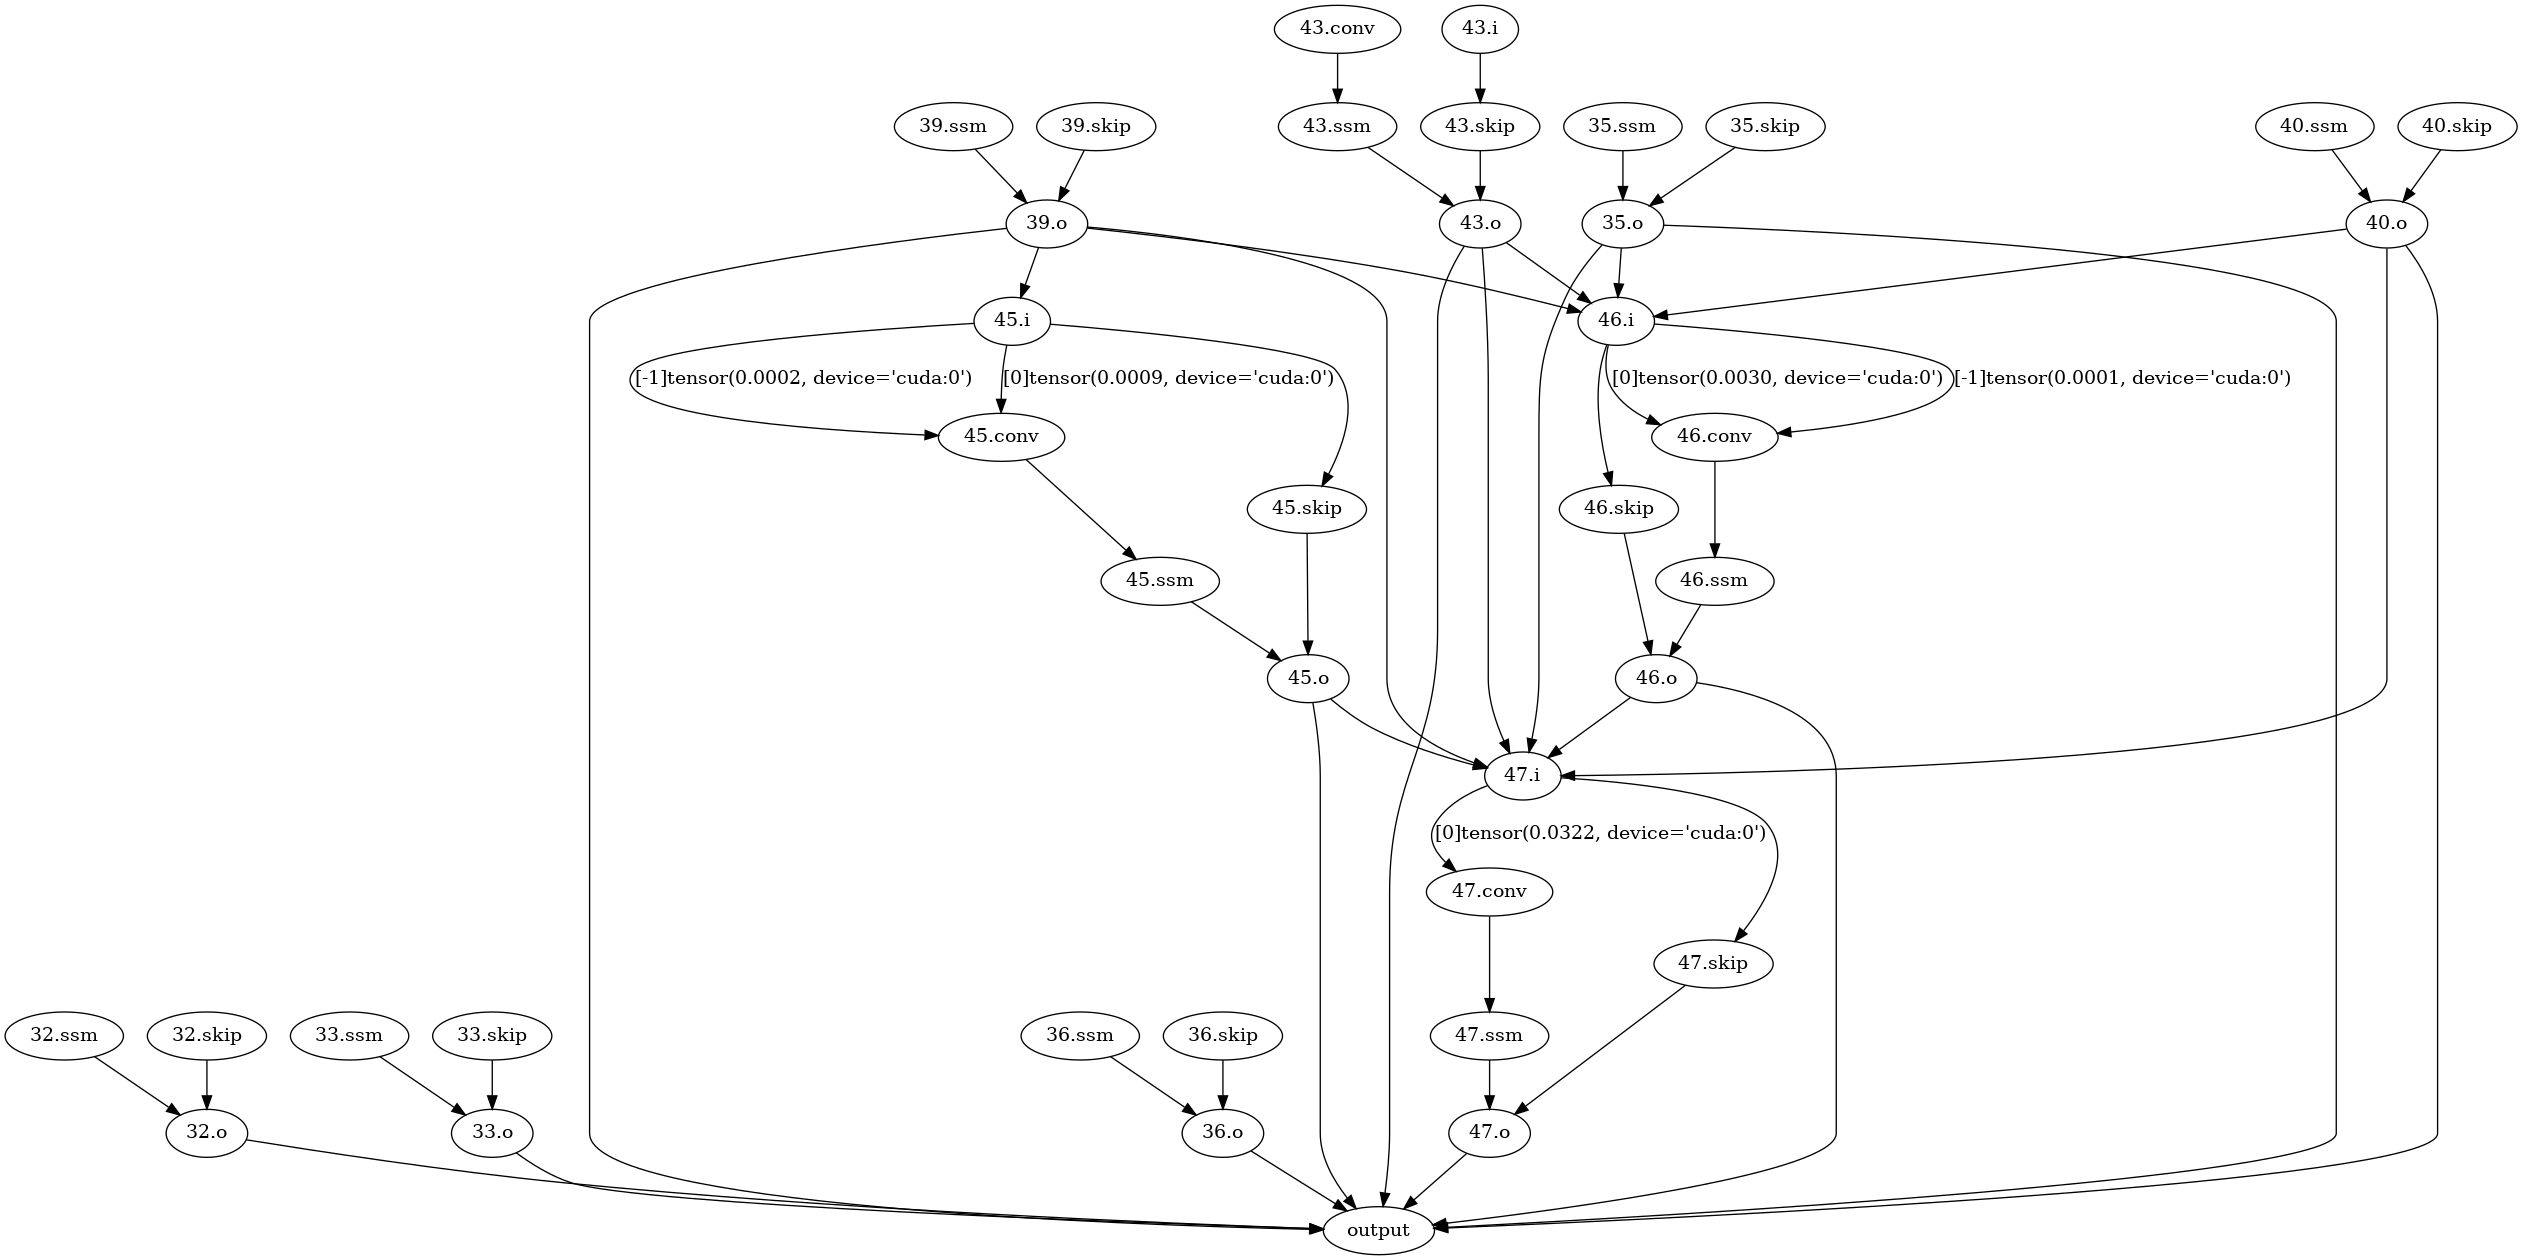 43.conv
43.i
39.ssm
39.skip
43.ssm
43.skip
35.ssm
35.skip
40.ssm
40.skip
39.o
43.o
35.o
40.o
45.i
46.i
[-1]tensor(0.0002, device='cuda:0')
[0]tensor(0.0009, device='cuda:0')
[0]tensor(0.0030, device='cuda:0')
[-1]tensor(0.0001, device='cuda:0')
45.conv
46.conv
45.skip
46.skip
45.ssm
46.ssm
45.o
46.o
47.i
[0]tensor(0.0322, device='cuda:0')
47.conv
47.skip
32.ssm
32.skip
33.ssm
33.skip
36.ssm
36.skip
47.ssm
32.o
33.o
36.o
47.o
output